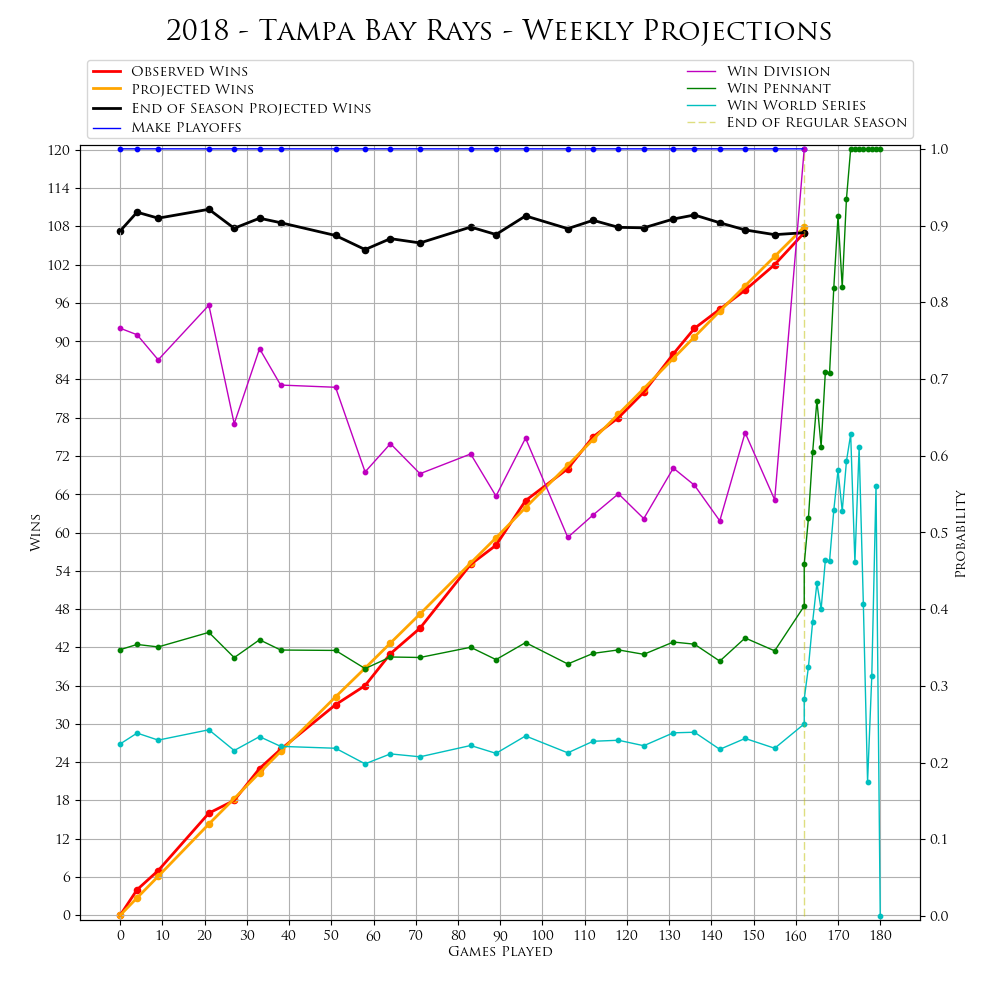 2018 - Tampa Bay Rays - Weekly Projections
Observed Wins
Projected Wins
End of Season Projected Wins
Make Playoffs
Win Division
Win Pennant
Win World Series
End of Regular Season
120
114
108
102
96
90
84
78
72
66
60
54
48
42
36
30
24
18
12
6
0
Wins
1.0
0.9
0.8
0.7
0.6
0.5
0.4
0.3
0.2
0.1
0.0
Probability
0 10 20 30 40 50 60 70 80 90 100 110 120 130 140 150 160 170 180
Games Played